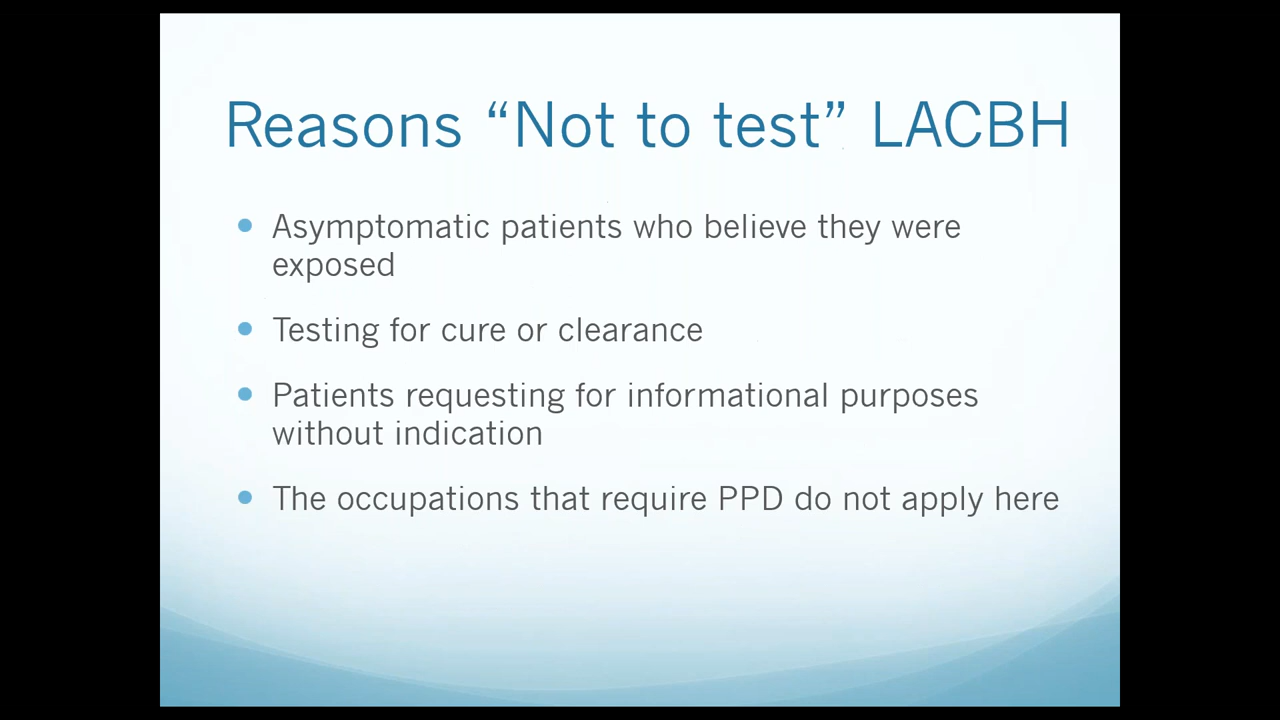 Reasons “Not to test” LACBH
• Asymptomatic patients who believe they were
exposed
• Testing for cure or clearance
• Patients requesting for informational purposes
without indication
• The occupations that require PPD do not apply here